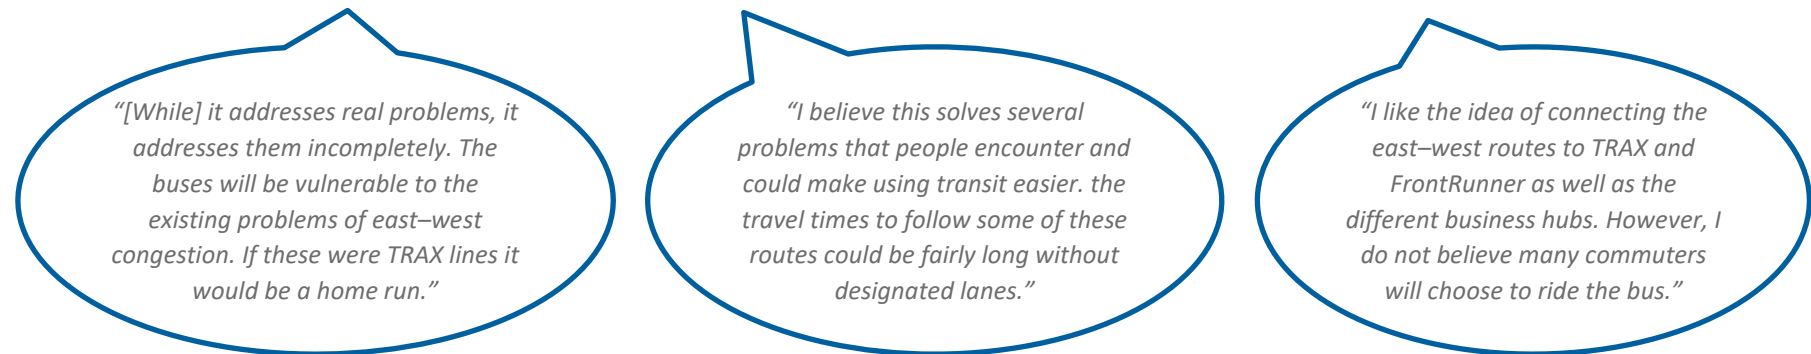 “[While] it addresses real problems, it
addresses them incompletely. The
buses will be vulnerable to the
existing problems of east–west
congestion. If these were TRAX lines it
would be a home run.”
“I believe this solves several
problems that people encounter and
could make using transit easier. the
travel times to follow some of these
routes could be fairly long without
designated lanes.”
“I like the idea of connecting the
east–west routes to TRAX and
FrontRunner as well as the
different business hubs. However, I
do not believe many commuters
will choose to ride the bus.”